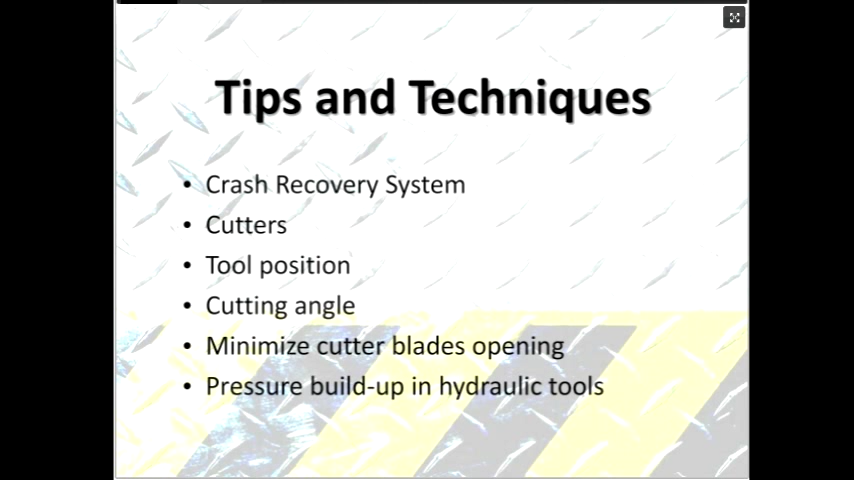 Tips and Techniques
• Crash Recovery System
• Cutters
• Tool position
• Cutting angle
• Minimize cutter blades opening
• Pressure build-up in hydraulic tools